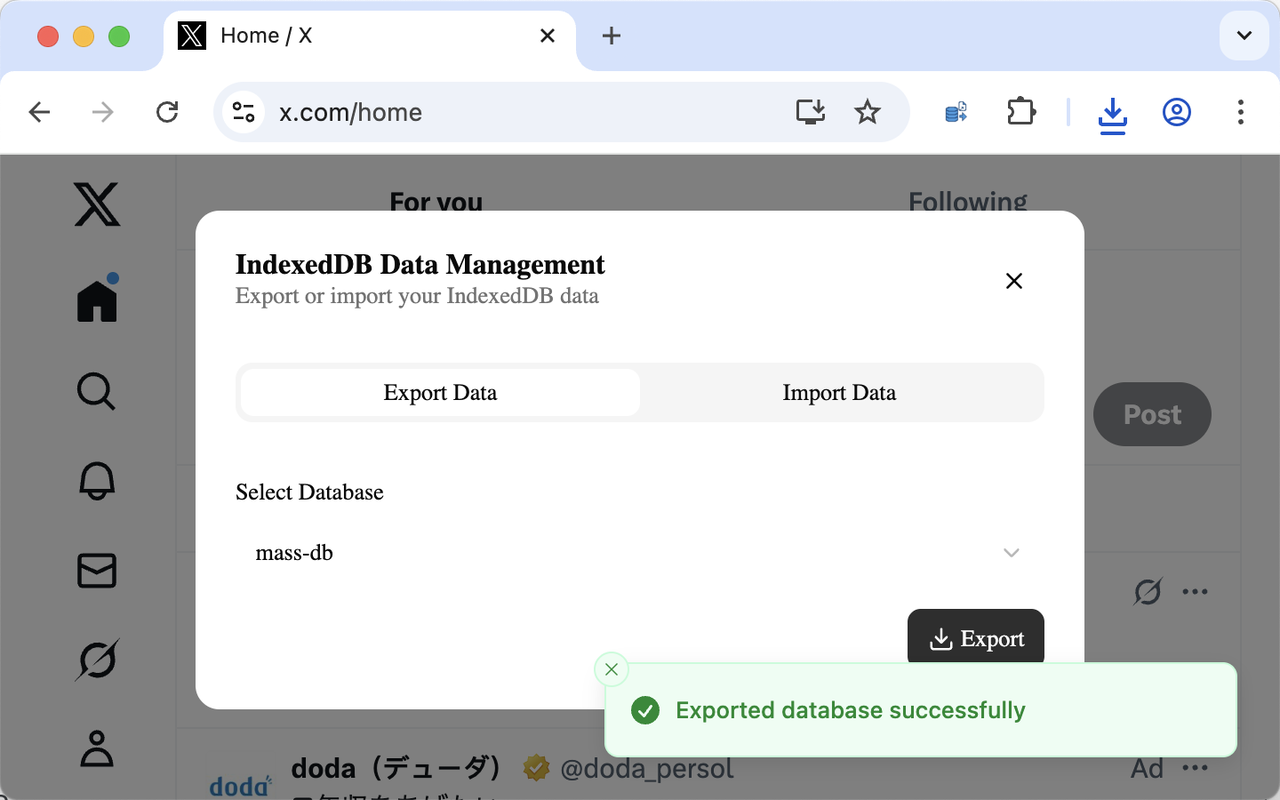 Home / X
x.com/home
For you
Following
IndexedDB Data Management
Export or import your IndexedDB data
Export Data
Import Data
Post
Select Database
mass-db
Export
Exported database successfully
doda
doda（デューダ）
@doda_persol
Ad